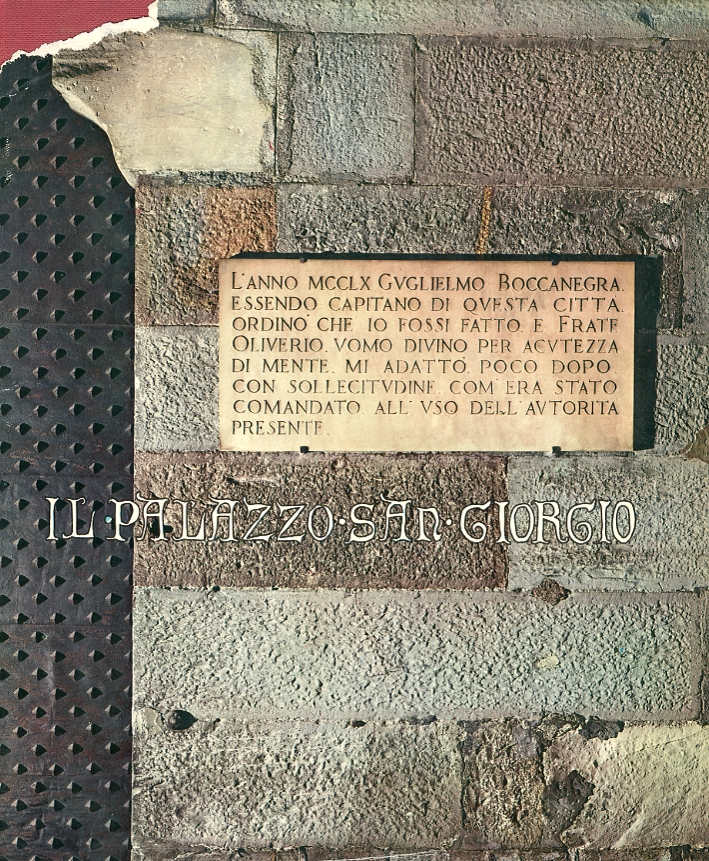 L'ANNO MCCLX GVGLIELMO BOCCANEGRA.
ESSENDO CAPITANO DI QVESTA CITTA.
ORDINO' CHE IO FOSSI FATTO. E FRATE
OLIVERIO. VOMO DIVINO PER ACVTEZZA
DI MENTE. MI ADATTO'. POCO DOPO
CON SOLLECITVDINE. COM' ERA STATO
COMANDATO. ALL' VSO DELL'AVTORITA
PRESENTE.
IL·PALAZZO·SAN·GIORGIO